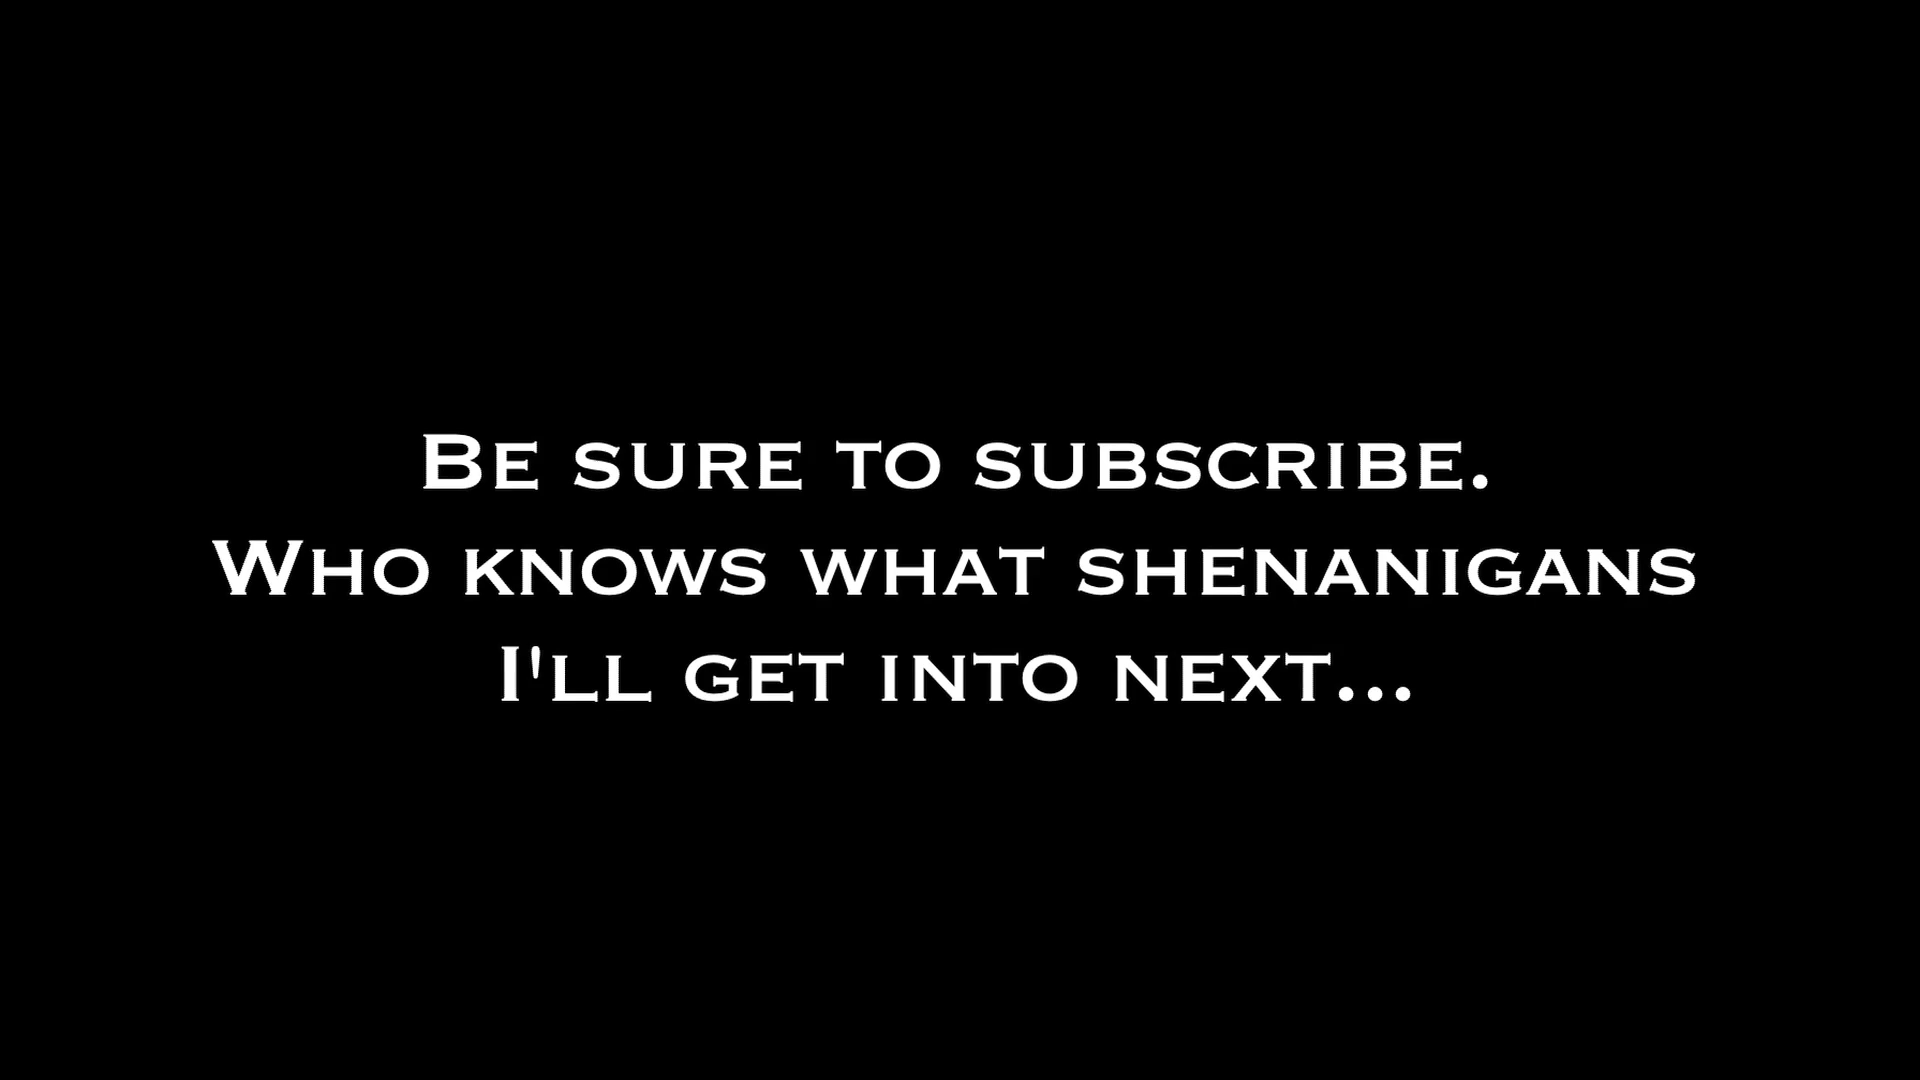 Be sure to subscribe.
Who knows what shenanigans
I'll get into next...